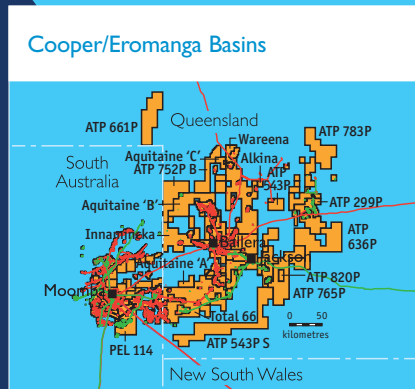 Cooper/Eromanga Basins
ATP 661P
Queensland
ATP 783P
Wareena
Aquitaine 'C'
Alkina
South
Australia
ATP 752P B
ATP
543P
Aquitaine 'B'
ATP 299P
Innamincka
Ballera
ATP
636P
Aquitaine 'A'
Jackson
ATP 820P
Moomba
ATP 765P
Total 66
0 50
kilometres
PEL 114
ATP 543P S
New South Wales